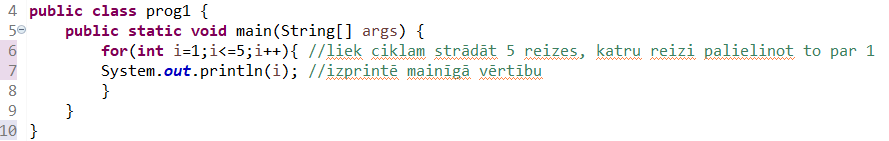 4 public class prog1 {
5 public static void main(String[] args) {
6 for(int i=1;i<=5;i++){ //liek ciklam strādāt 5 reizes, katru reizi palielinot to par 1
7 System.out.println(i); //izprintē mainīgā vērtību
8 }
9 }
10 }